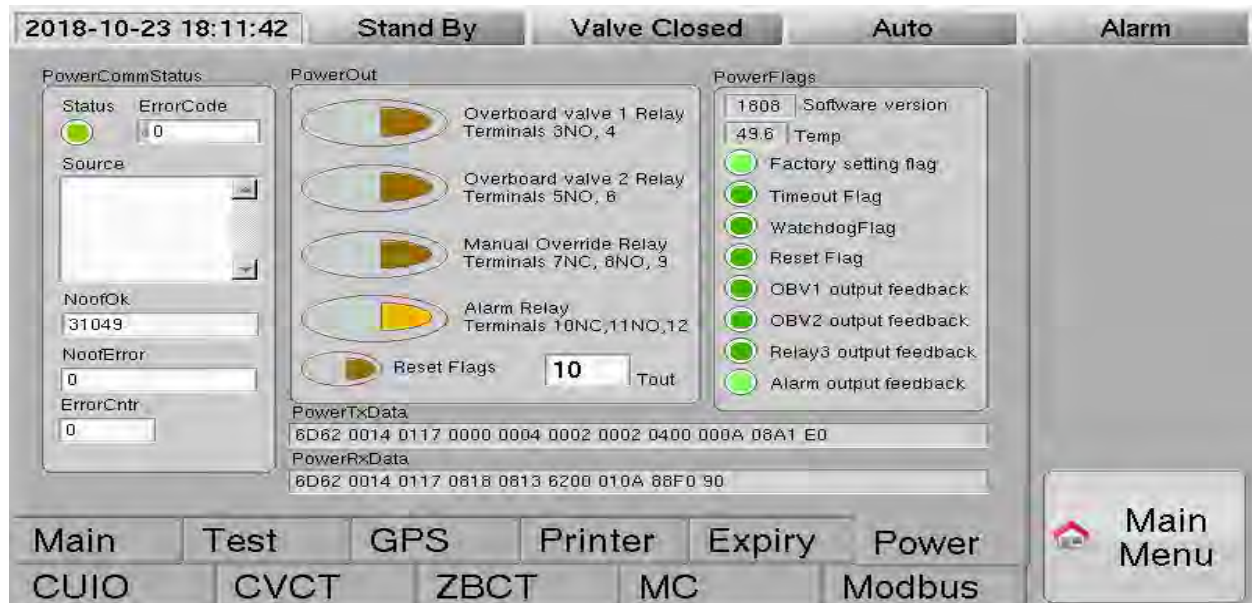 2018-10-23 18:11:42 Stand By Valve Closed Auto Alarm
PowerCommStatus
Status ErrorCode
0
Source
NoofOk
31049
NoofError
0
ErrorCntr
0
PowerOut
Overboard valve 1 Relay
Terminals 3NO, 4
Overboard valve 2 Relay
Terminals 5NO, 6
Manual Override Relay
Terminals 7NC, 8NO, 9
Alarm Relay
Terminals 10NC,11NO,12
Reset Flags 10 Tout
PowerFlags
1808 Software version
49.6 Temp
Factory setting flag
Timeout Flag
WatchdogFlag
Reset Flag
OBV1 output feedback
OBV2 output feedback
Relay3 output feedback
Alarm output feedback
PowerTxData
6D62 0014 0117 0000 0004 0002 0002 0400 000A 08A1 E0
PowerRxData
6D62 0014 0117 0818 0813 6200 010A 88F0 90
Main Test GPS Printer Expiry Power
CUIO CVCT ZBCT MC Modbus
Main
Menu